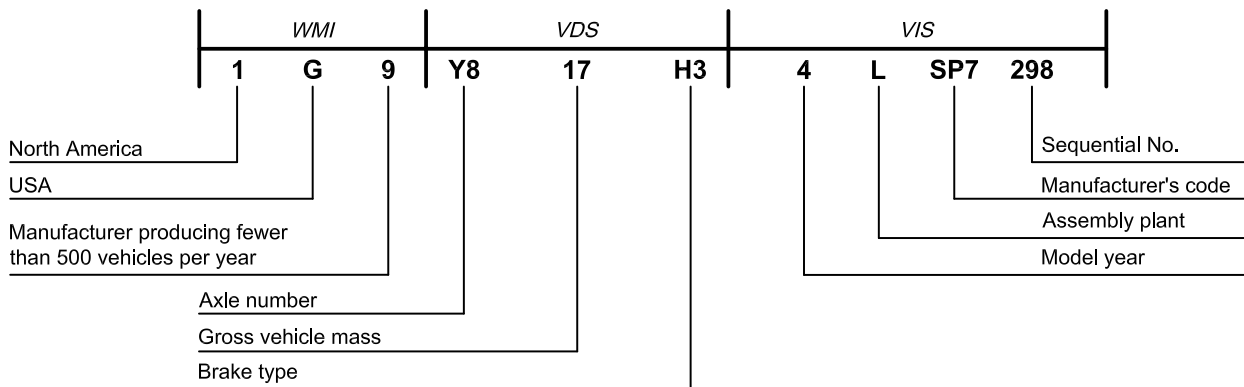 WMI VDS VIS
1 G 9 Y8 17 H3 4 L SP7 298
North America
USA
Manufacturer producing fewer
than 500 vehicles per year
Axle number
Gross vehicle mass
Brake type
Sequential No.
Manufacturer's code
Assembly plant
Model year